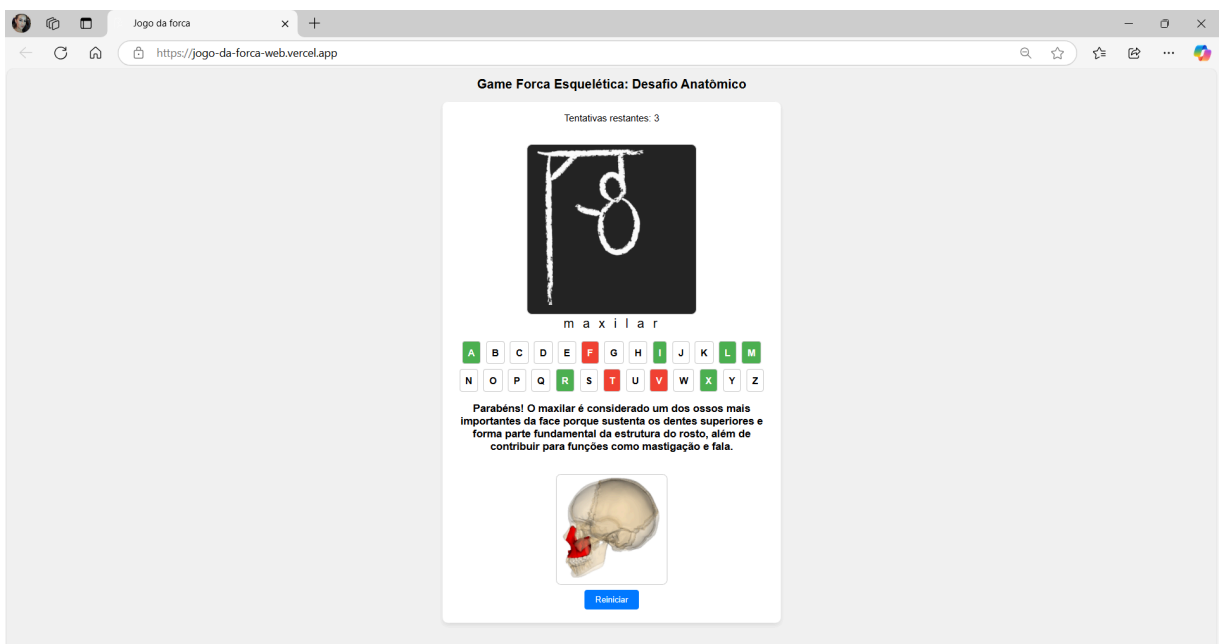 Jogo da forca
https://jogo-da-forca-web.vercel.app
Game Forca Esquelética: Desafio Anatômico
Tentativas restantes: 3
m a x i l a r
A B C D E F G H I J K L M
N O P Q R S T U V W X Y Z
Parabéns! O maxilar é considerado um dos ossos mais
importantes da face porque sustenta os dentes superiores e
forma parte fundamental da estrutura do rosto, além de
contribuir para funções como mastigação e fala.
Reiniciar